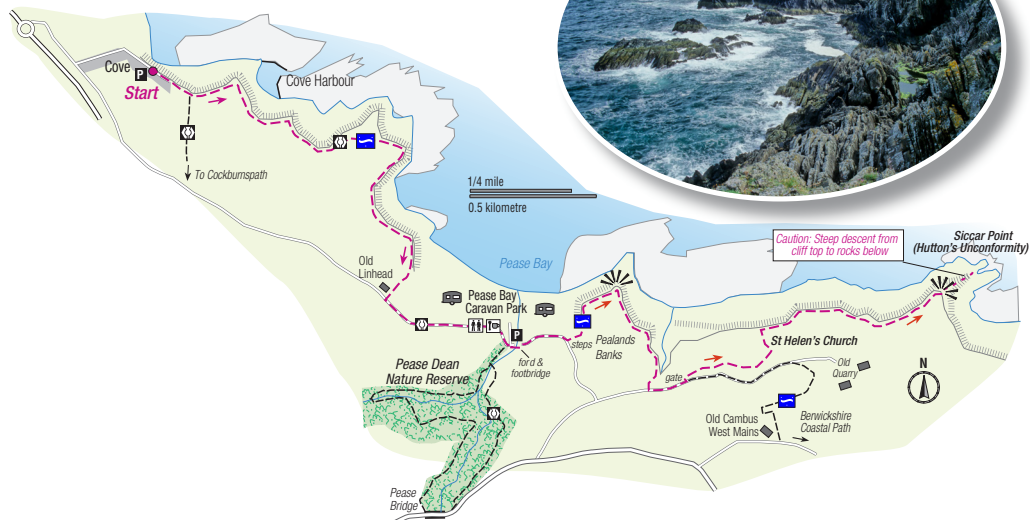 Cove
P
Start
Cove Harbour
To Cockburnspath
1/4 mile
0.5 kilometre
Caution: Steep descent from
cliff top to rocks below
Siccar Point
(Hutton's Unconformity)
Pease Bay
Old
Linhead
Pease Bay
Caravan Park
P
steps
Pealands
Banks
St Helen's Church
ford &
footbridge
Pease Dean
Nature Reserve
gate
Old
Quarry
N
Old Cambus
West Mains
Berwickshire
Coastal Path
Pease
Bridge